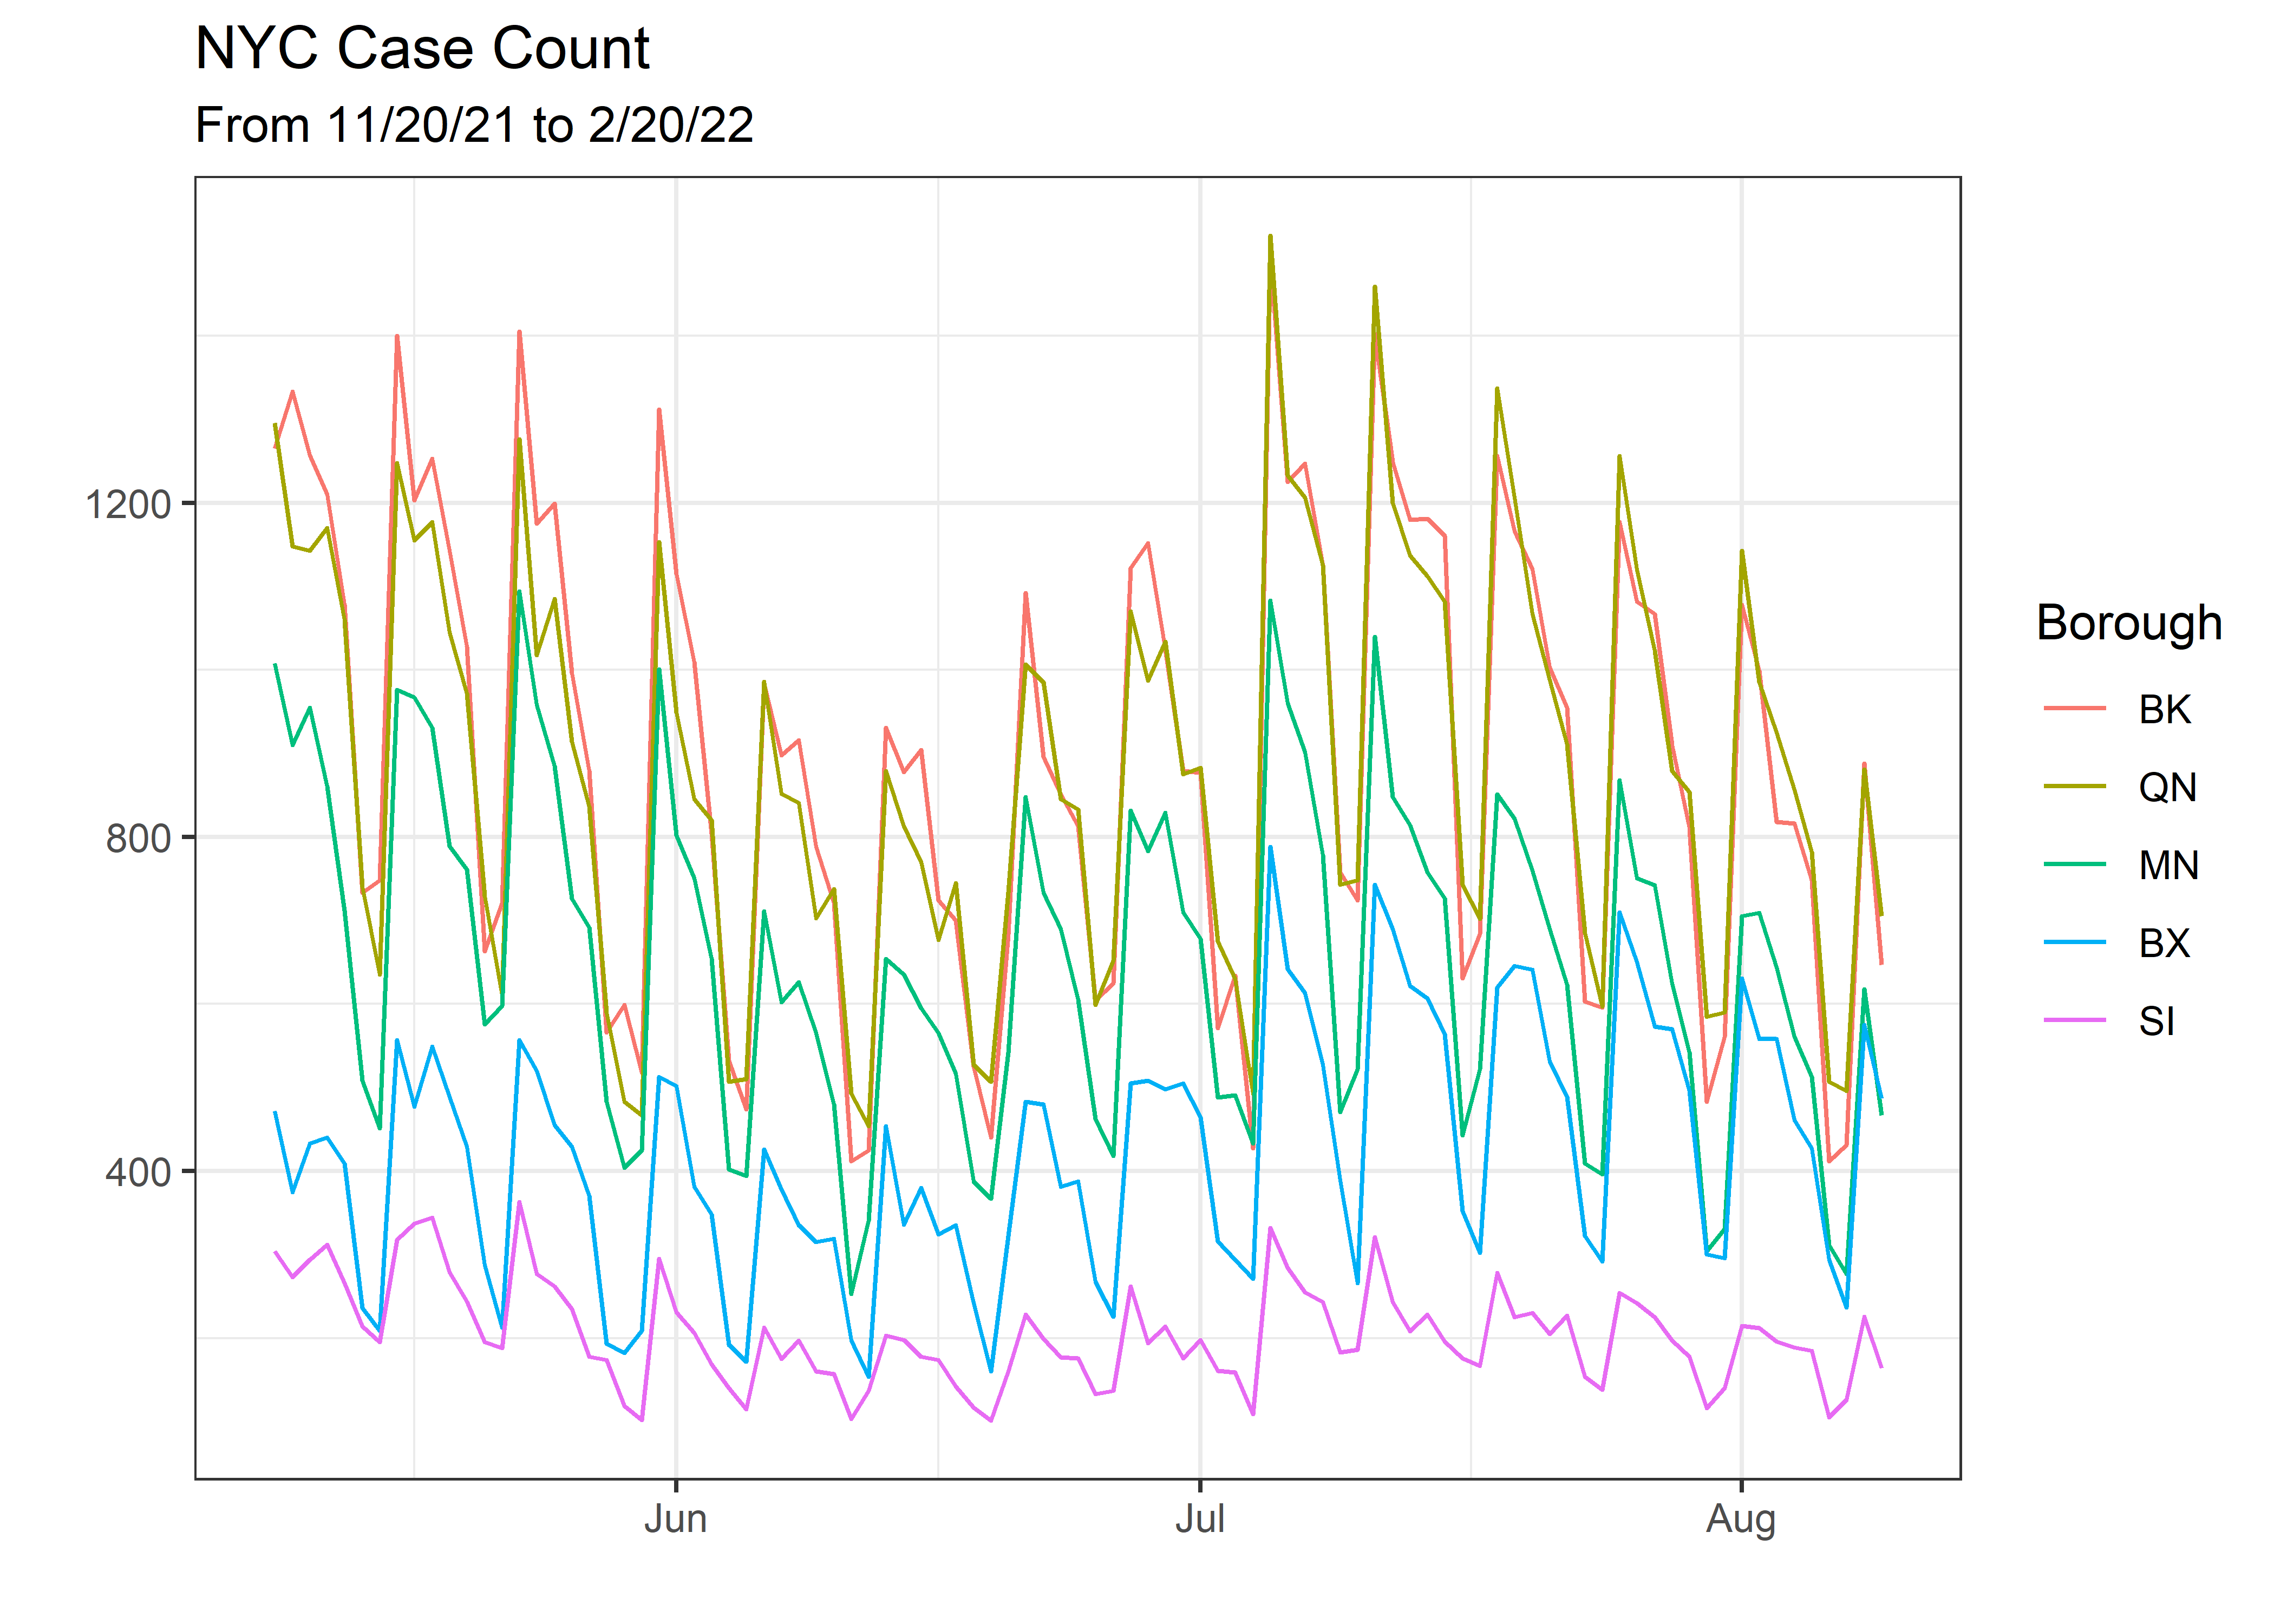 NYC Case Count
From 11/20/21 to 2/20/22
1200
800
400
Jun
Jul
Aug
Borough
BK
QN
MN
BX
SI